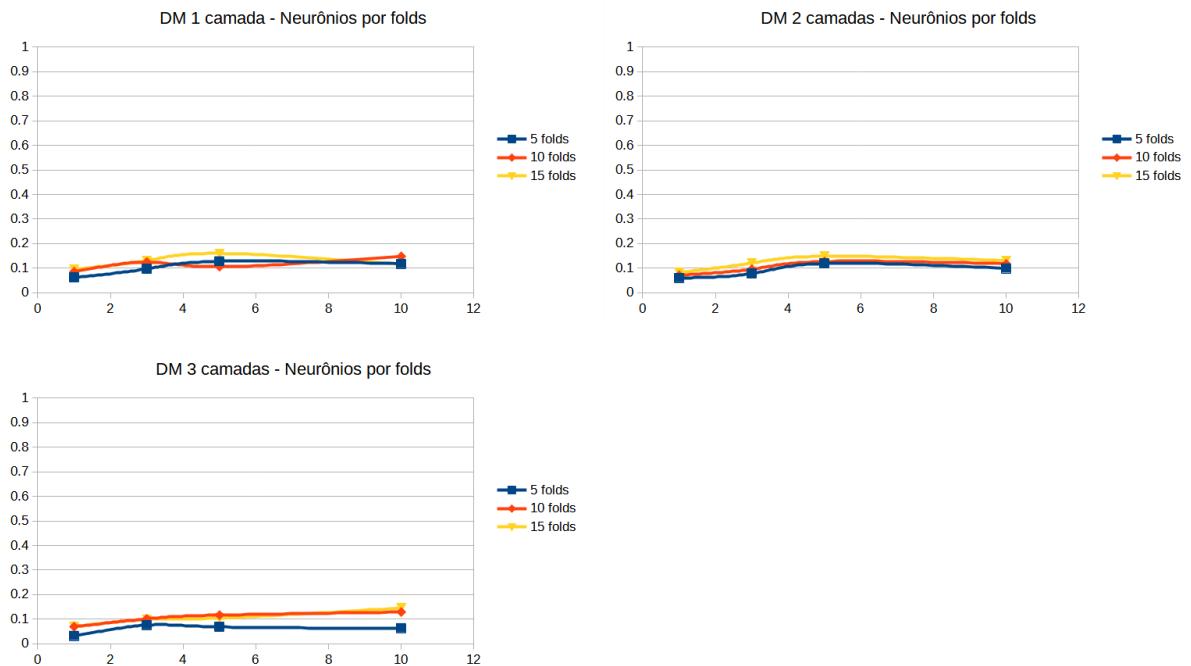 DM 1 camada - Neurônios por folds
1
0.9
0.8
0.7
0.6
0.5
0.4
0.3
0.2
0.1
0
0 2 4 6 8 10 12
5 folds
10 folds
15 folds
DM 2 camadas - Neurônios por folds
1
0.9
0.8
0.7
0.6
0.5
0.4
0.3
0.2
0.1
0
0 2 4 6 8 10 12
5 folds
10 folds
15 folds
DM 3 camadas - Neurônios por folds
1
0.9
0.8
0.7
0.6
0.5
0.4
0.3
0.2
0.1
0
0 2 4 6 8 10 12
5 folds
10 folds
15 folds